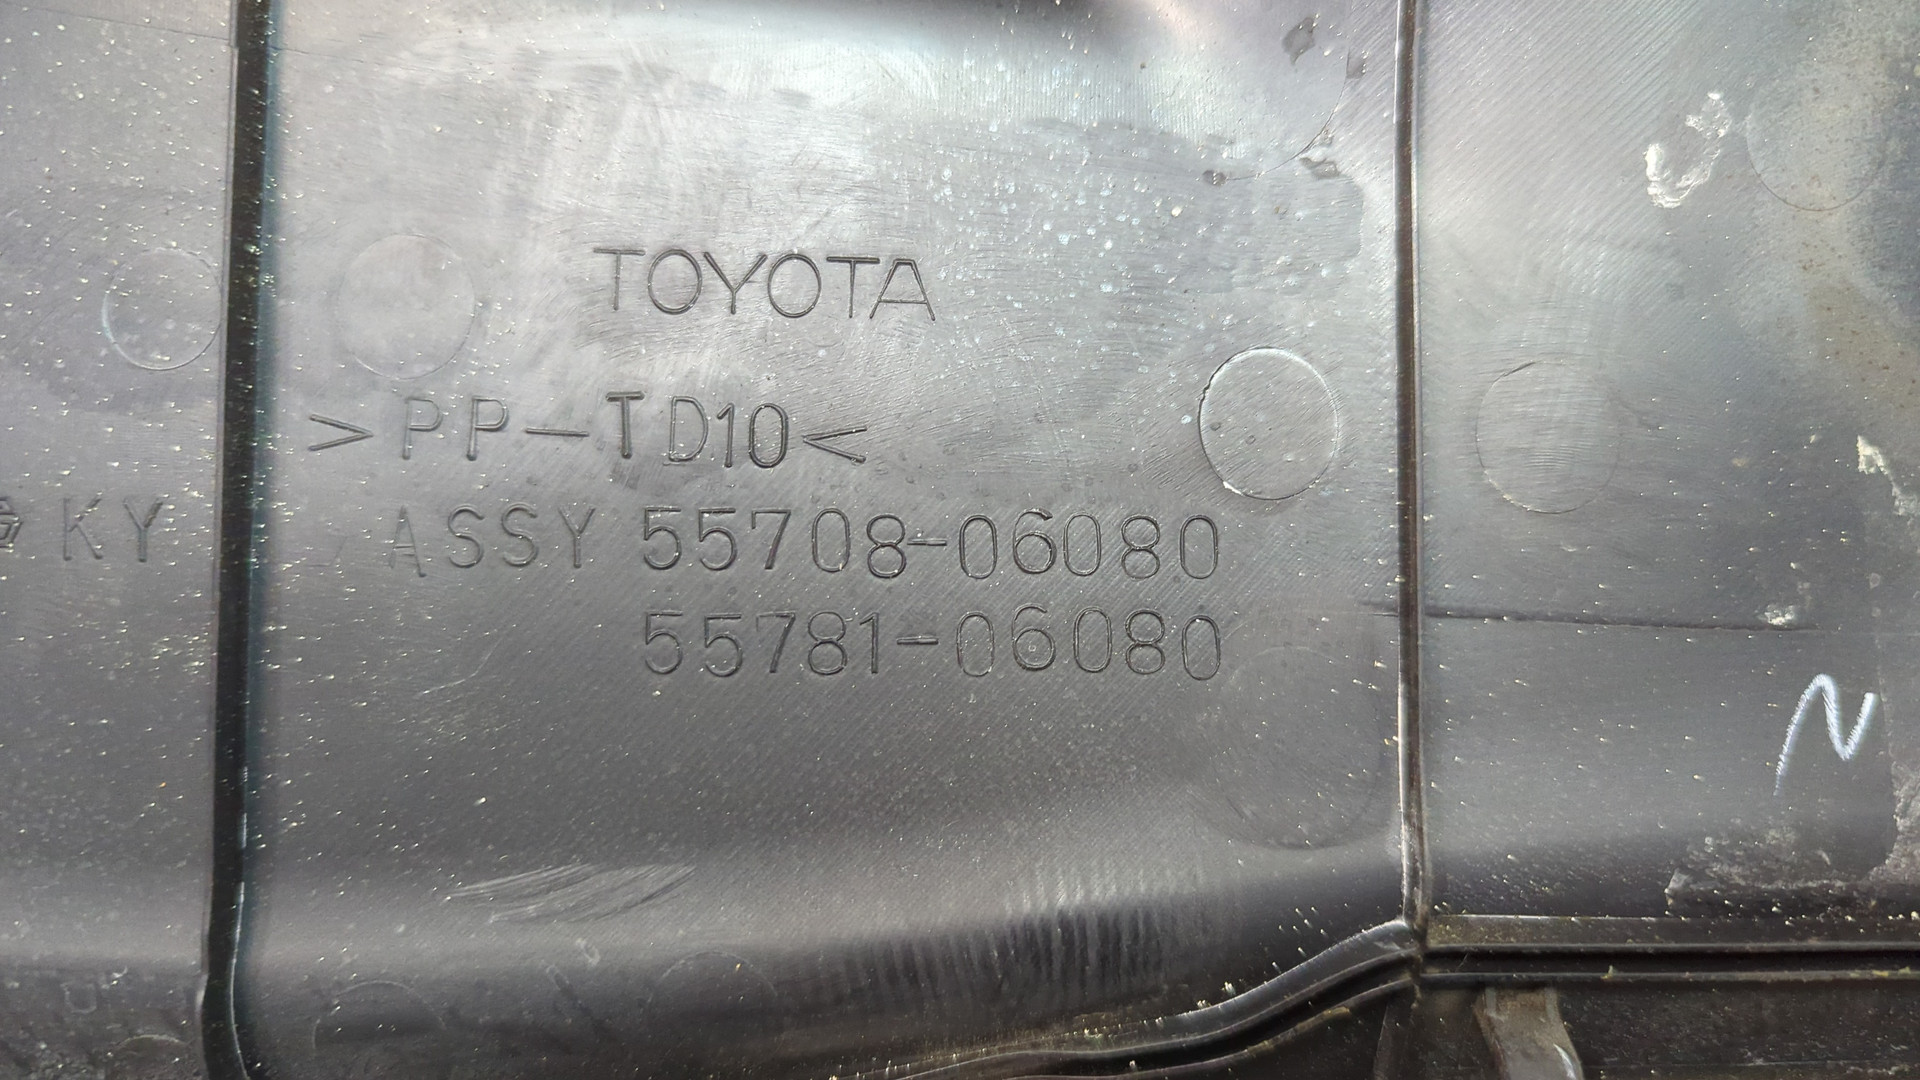 TOYOTA
>PP-TD10<
KY
ASSY 55708-06080
55781-06080
N